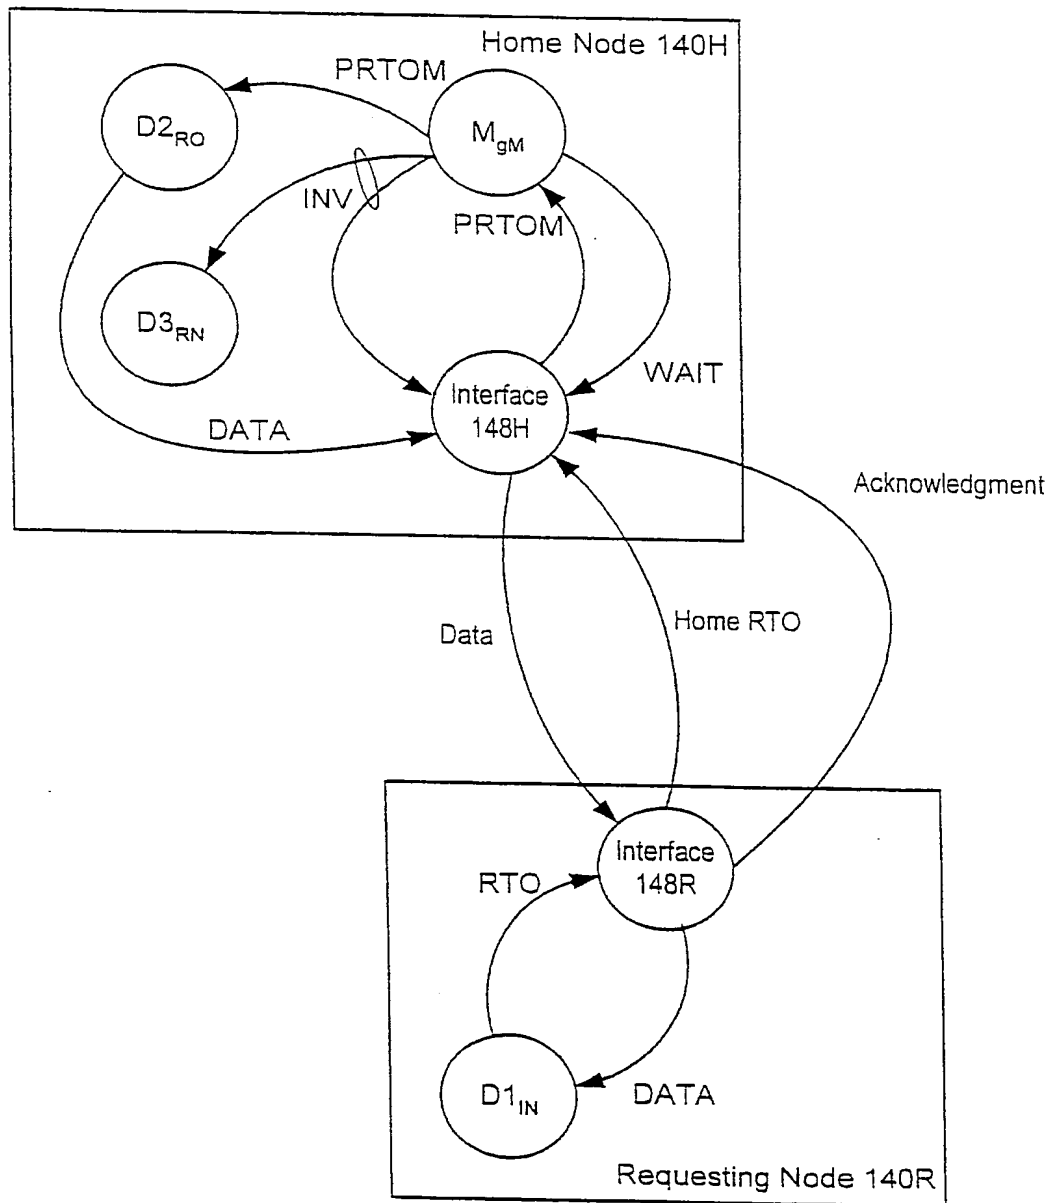 Home Node 140H
PRTOM
D2RO
MgM
INV
PRTOM
D3RN
WAIT
Interface
148H
DATA
Acknowledgment
Data
Home RTO
Interface
148R
RTO
D1IN
DATA
Requesting Node 140R